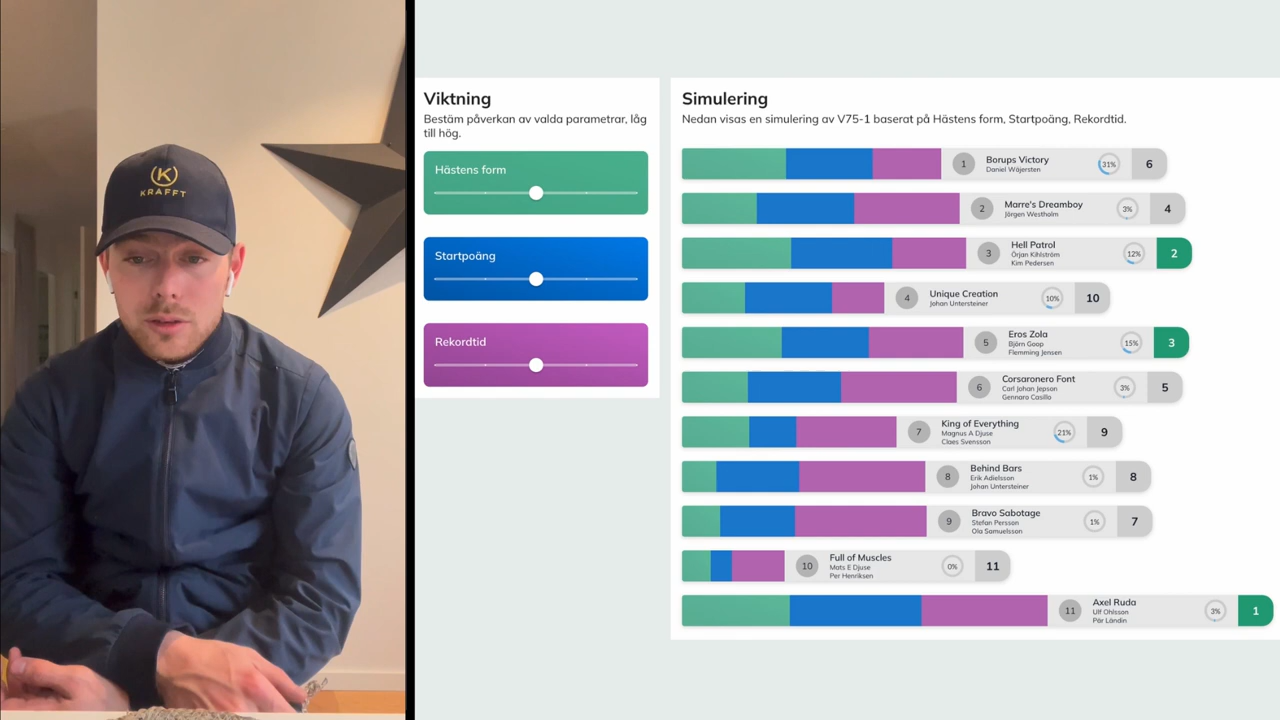 K
KRAFFT
Viktning
Bestäm påverkan av valda parametrar, låg
till hög.
Hästens form
Startpoäng
Rekordtid
Simulering
Nedan visas en simulering av V75-1 baserat på Hästens form, Startpoäng, Rekordtid.
1 Borups Victory 31% 6
Daniel Wäjersten
2 Marre's Dreamboy 3% 4
Jörgen Westholm
3 Hell Patrol 12% 2
Örjan Kihlström
Kim Pedersen
4 Unique Creation 10% 10
Johan Untersteiner
5 Eros Zola 15% 3
Björn Goop
Flemming Jensen
6 Corsaronero Font 3% 5
Carl Johan Jepson
Gennaro Casillo
7 King of Everything 21% 9
Magnus A Djuse
Claes Svensson
8 Behind Bars 1% 8
Erik Adielsson
Johan Untersteiner
9 Bravo Sabotage 1% 7
Stefan Persson
Ola Samuelsson
10 Full of Muscles 0% 11
Mats E Djuse
Per Henriksen
11 Axel Ruda 3% 1
Ulf Ohlsson
Pär Ländin